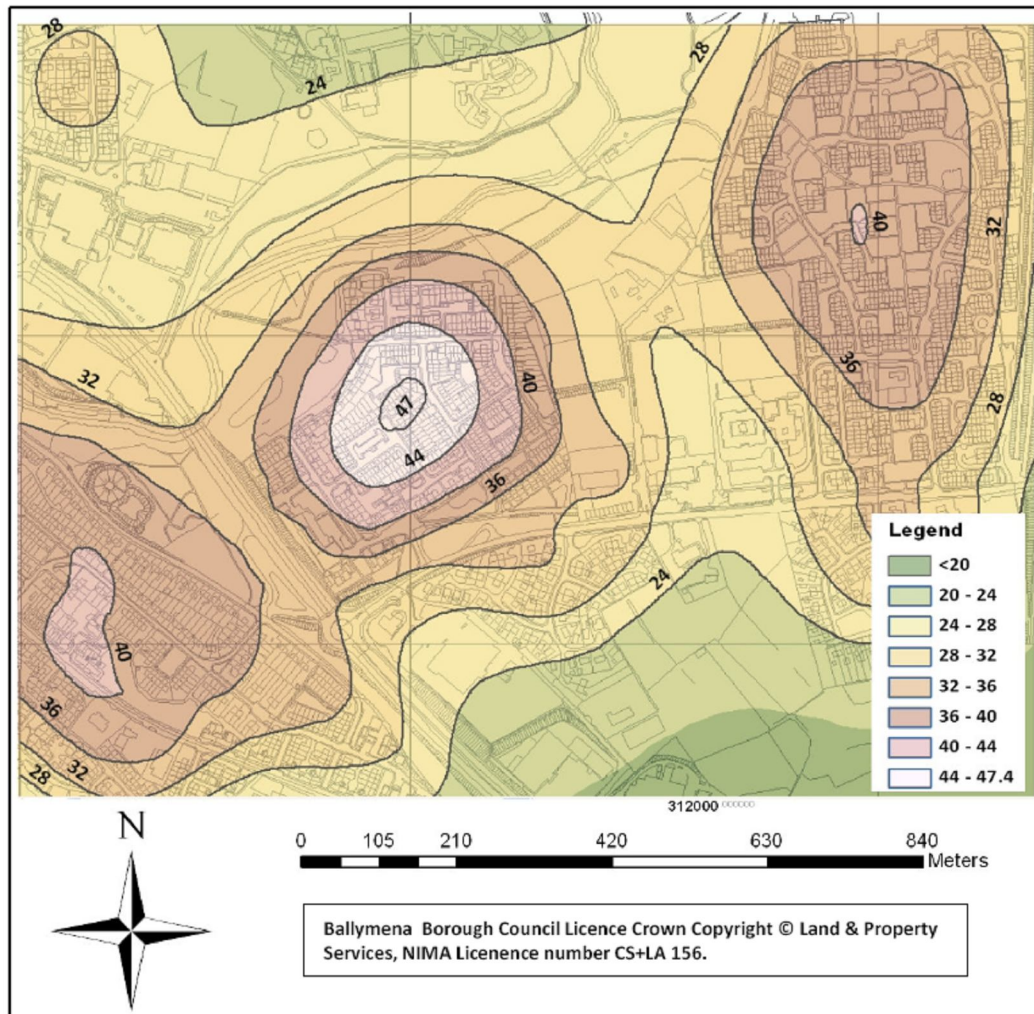 28
24
28
40
32
36
32
28
47
40
44
36
24
40
36
32
28
Legend
<20
20 - 24
24 - 28
28 - 32
32 - 36
36 - 40
40 - 44
44 - 47.4
312000 000000
N
0 105 210 420 630 840
Meters
Ballymena Borough Council Licence Crown Copyright © Land & Property
Services, NIMA Licenence number CS+LA 156.